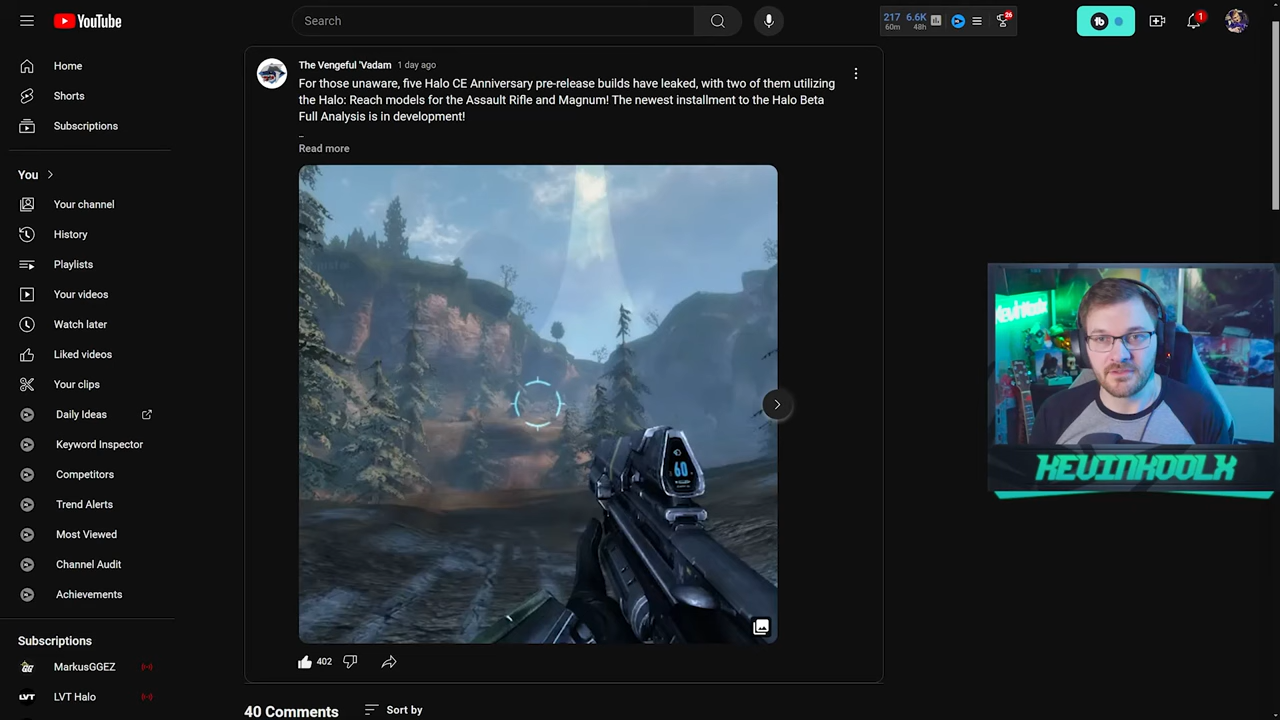 YouTube
Search
217 6.6K
60m 48h
26
tb
1
Home
Shorts
Subscriptions
You
Your channel
History
Playlists
Your videos
Watch later
Liked videos
Your clips
Daily Ideas
Keyword Inspector
Competitors
Trend Alerts
Most Viewed
Channel Audit
Achievements
Subscriptions
MarkusGGEZ
LVT Halo
LVT
The Vengeful 'Vadam 1 day ago
For those unaware, five Halo CE Anniversary pre-release builds have leaked, with two of them utilizing
the Halo: Reach models for the Assault Rifle and Magnum! The newest installment to the Halo Beta
Full Analysis is in development!
_
Read more
60
402
40 Comments
Sort by
KEVINKOOLX